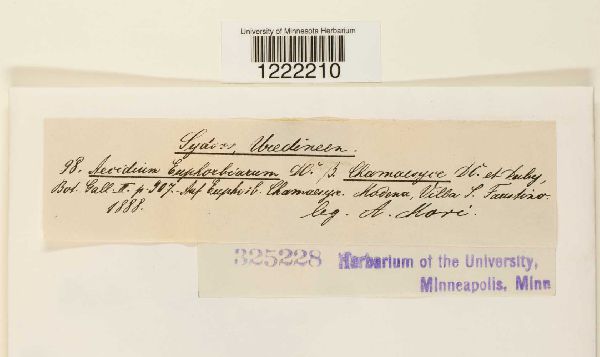 University of Minnesota Herbarium
1222210
Sydow, Uredineen.
98. Aecidium Euphorbiarum DC. β. Chamaesyce DC. et Duby
Bot. Gall. II. p. 907. Auf Euphorb. Chamaesyce. Modena, Villa S. Faustino.
1888.
leg. A. Mori.
325228 Herbarium of the University,
Minneapolis, Minn